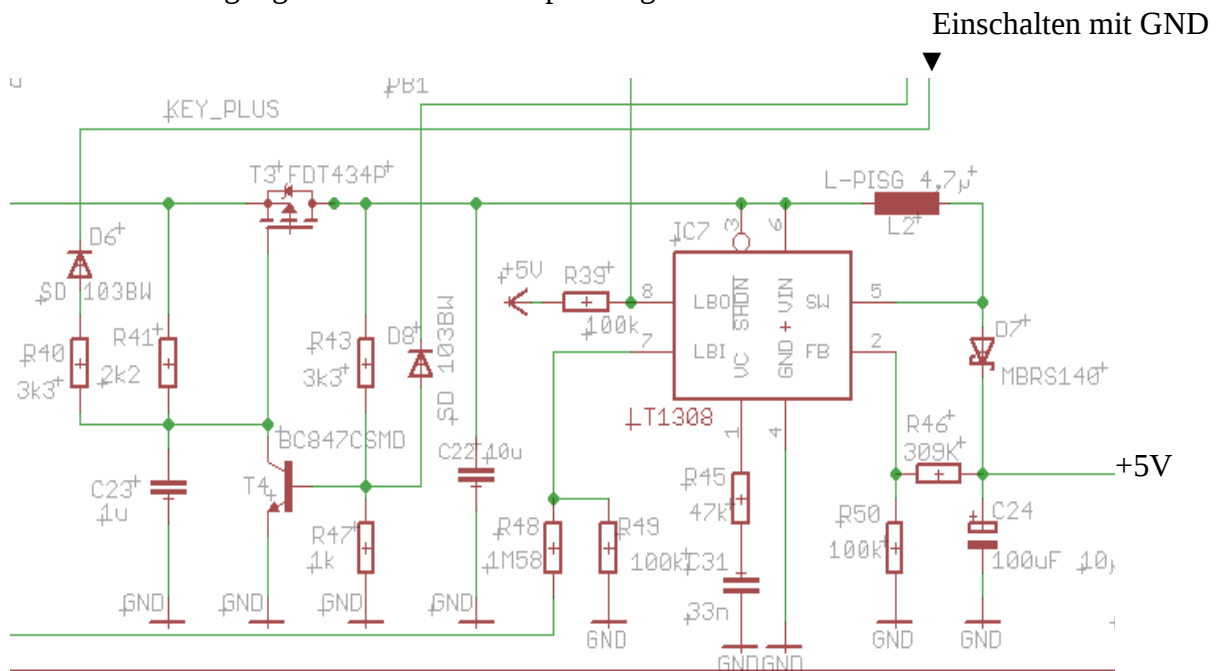 Einschalten mit GND
PB1
KEY_PLUS
T3 FDT434P
L-PISG 4,7µ
L2
D6
SD 103BW
IC7
3
6
+5V
R39
100k
8
LBO
SHDN
GND + VIN
SW
5
D7
MBRS140
R40
3k3
R41
2k2
R43
3k3
D8
SD 103BW
7
LBI
VC
FB
2
LT1308
1
4
BC847CSMD
T4
C22 10u
R46
309K
+5V
C23
1u
R45
47k
R47
1k
R48
1M58
R49
100k
C31
33n
R50
100k
C24
100uF 10
GND
GND
GND
GND
GND
GND
GND
GND
GND